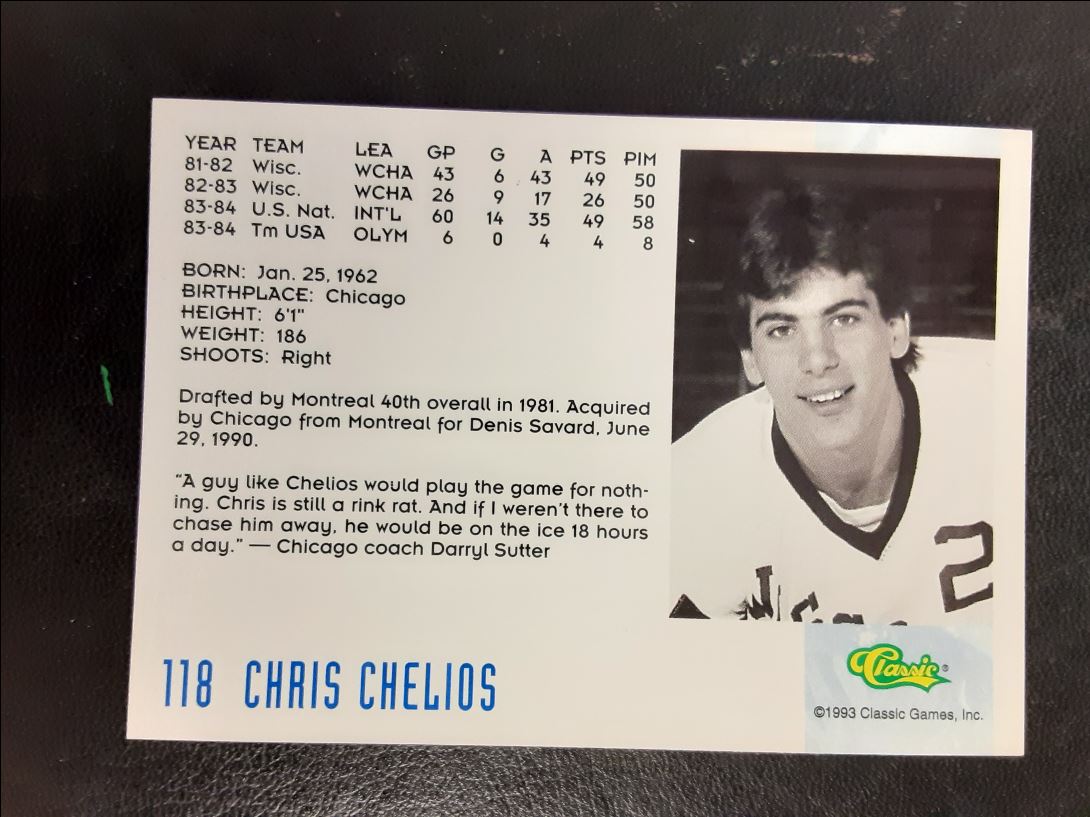 YEAR TEAM LEA GP G A PTS PIM
81-82 Wisc. WCHA 43 6 43 49 50
82-83 Wisc. WCHA 26 9 17 26 50
83-84 U.S. Nat. INT'L 60 14 35 49 58
83-84 Tm USA OLYM 6 0 4 4 8
BORN: Jan. 25, 1962
BIRTHPLACE: Chicago
HEIGHT: 6'1"
WEIGHT: 186
SHOOTS: Right
Drafted by Montreal 40th overall in 1981. Acquired
by Chicago from Montreal for Denis Savard, June
29, 1990.
"A guy like Chelios would play the game for noth-
ing. Chris is still a rink rat. And if I weren't there to
chase him away, he would be on the ice 18 hours
a day." — Chicago coach Darryl Sutter
2
118 CHRIS CHELIOS
Classic®
©1993 Classic Games, Inc.